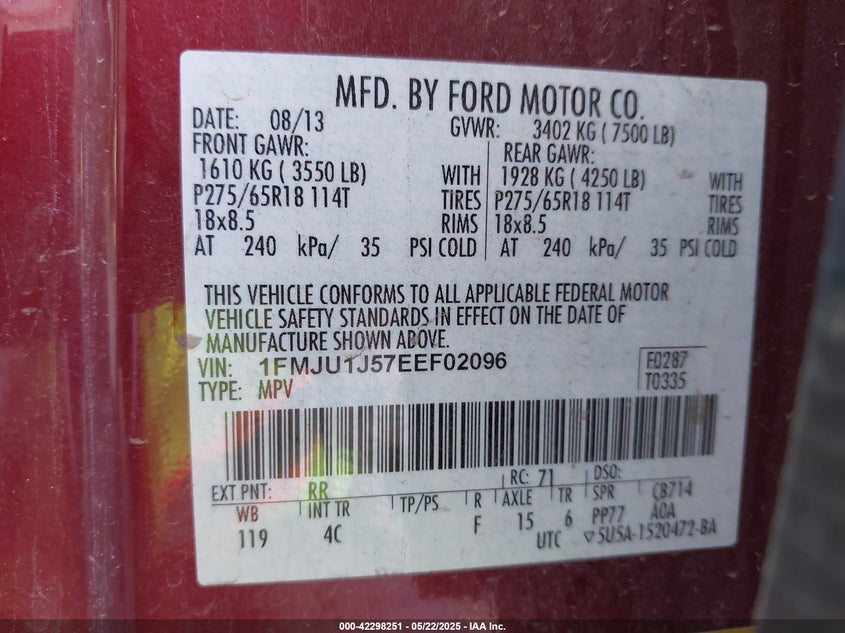 MFD. BY FORD MOTOR CO.
DATE: 08/13 GVWR: 3402 KG ( 7500 LB)
FRONT GAWR: REAR GAWR:
1610 KG ( 3550 LB) WITH 1928 KG ( 4250 LB) WITH
P275/65R18 114T TIRES P275/65R18 114T TIRES
18x8.5 RIMS 18x8.5 RIMS
AT 240 kPa/ 35 PSI COLD AT 240 kPa/ 35 PSI COLD
THIS VEHICLE CONFORMS TO ALL APPLICABLE FEDERAL MOTOR
VEHICLE SAFETY STANDARDS IN EFFECT ON THE DATE OF
MANUFACTURE SHOWN ABOVE.
VIN: 1FMJU1J57EEF02096 F0287
TYPE: MPV T0335
EXT PNT: RR RC: 71 DSO:
WB INT TR TP/PS R AXLE TR SPR CB714
119 4C F 15 6 PP77 AOA
UTC ▽5U5A-1520472-BA
000-42298251 - 05/22/2025 - IAA Inc.